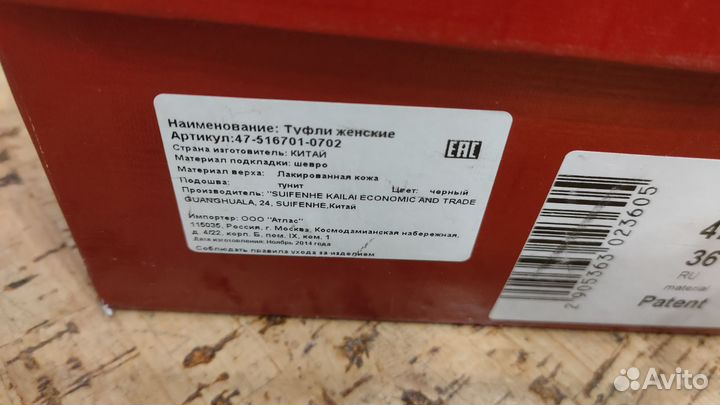 Наименование: Туфли женские
Артикул:47-516701-0702
Страна изготовитель: КИТАЙ
Материал подкладки: шевро
Материал верха: Лакированная кожа
Подошва: тунит Цвет: черный
Производитель: "SUIFENHE KAILAI ECONOMIC AND TRADE
GUANGHUALA, 24, SUIFENHE,Китай
Импортер: ООО "Атлас"
115035, Россия, г. Москва, Космодамианская набережная,
д. 4/22, корп. Б, пом. IX, ком. 1
Дата изготовления: Ноябрь 2014 года
Соблюдать правила ухода за изделием
EAC
2 905363 023605
36
RU
material
Patent
Avito